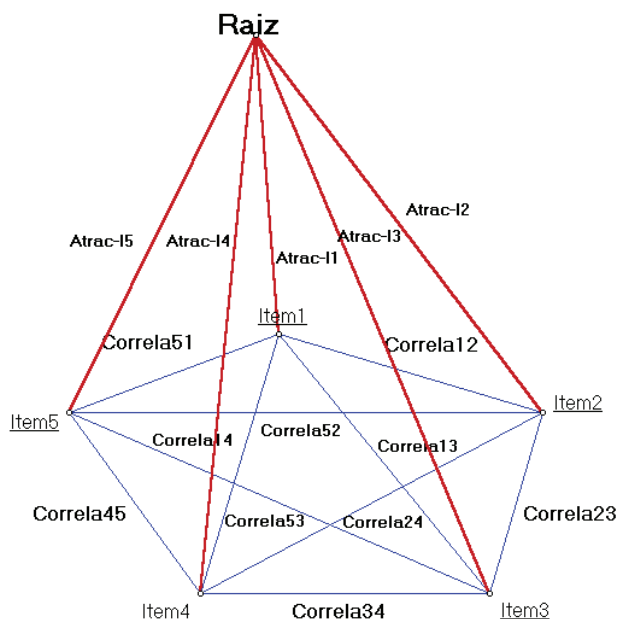 Raiz
Atrac-I2
Atrac-I5
Atrac-I4
Atrac-I3
Atrac-I1
Item1
Correla51
Correla12
Item2
Item5
Correla14
Correla52
Correla13
Correla45
Correla53
Correla24
Correla23
Item4
Correla34
Item3